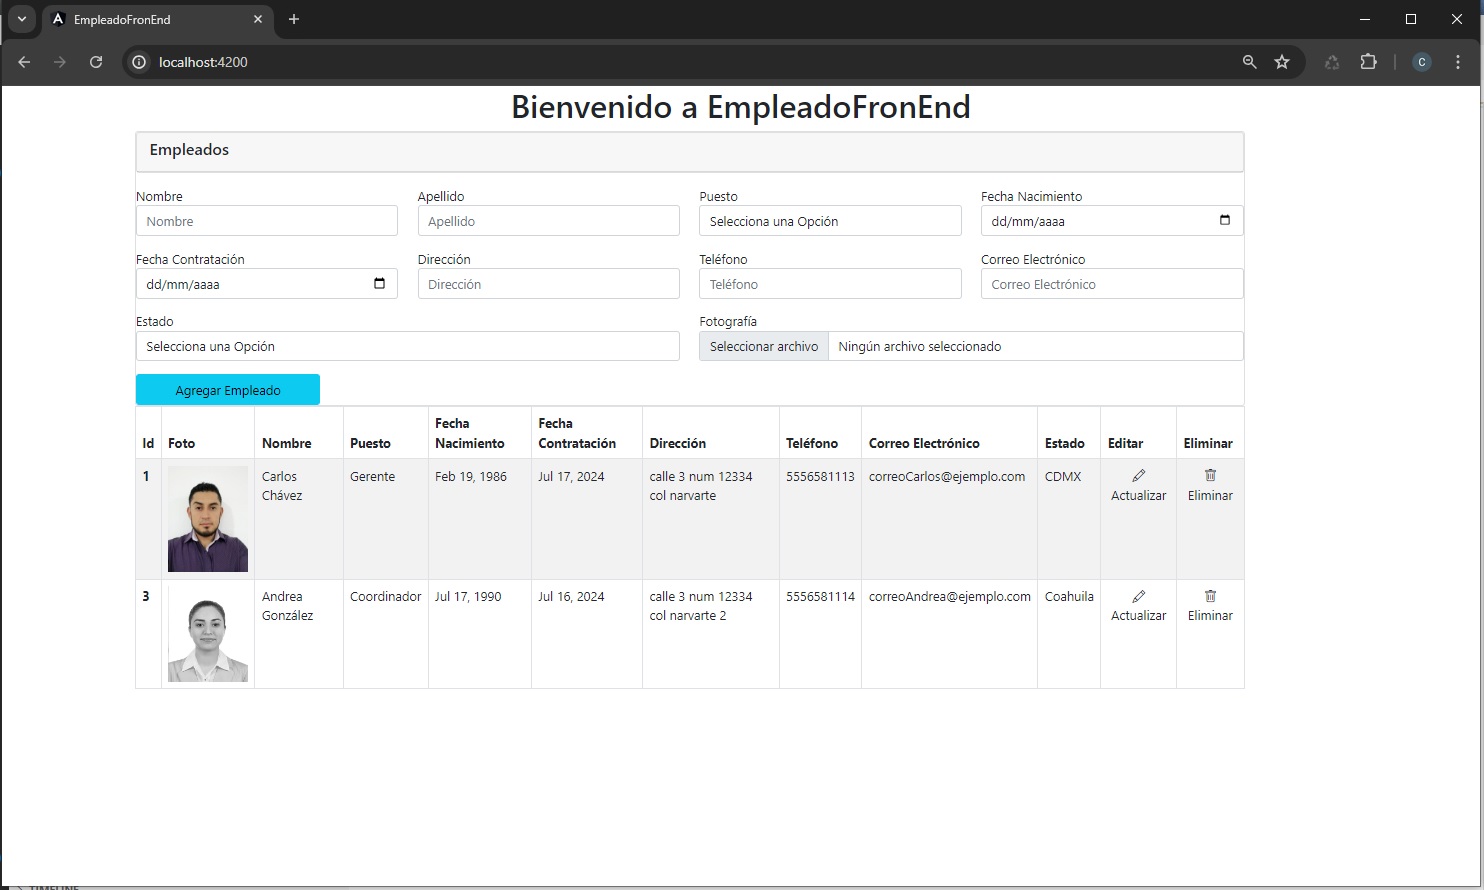 EmpleadoFronEnd
localhost:4200
C
Bienvenido a EmpleadoFronEnd
Empleados
Nombre Apellido Puesto Fecha Nacimiento
Nombre Apellido Selecciona una Opción dd/mm/aaaa
Fecha Contratación Dirección Teléfono Correo Electrónico
dd/mm/aaaa Dirección Teléfono Correo Electrónico
Estado Fotografía
Selecciona una Opción Seleccionar archivo Ningún archivo seleccionado
Agregar Empleado
Fecha Fecha
Id Foto Nombre Puesto Nacimiento Contratación Dirección Teléfono Correo Electrónico Estado Editar Eliminar
1 Carlos Gerente Feb 19, 1986 Jul 17, 2024 calle 3 num 12334 5556581113 correoCarlos@ejemplo.com CDMX
Chávez col narvarte Actualizar Eliminar
3 Andrea Coordinador Jul 17, 1990 Jul 16, 2024 calle 3 num 12334 5556581114 correoAndrea@ejemplo.com Coahuila
González col narvarte 2 Actualizar Eliminar
TIMELINE